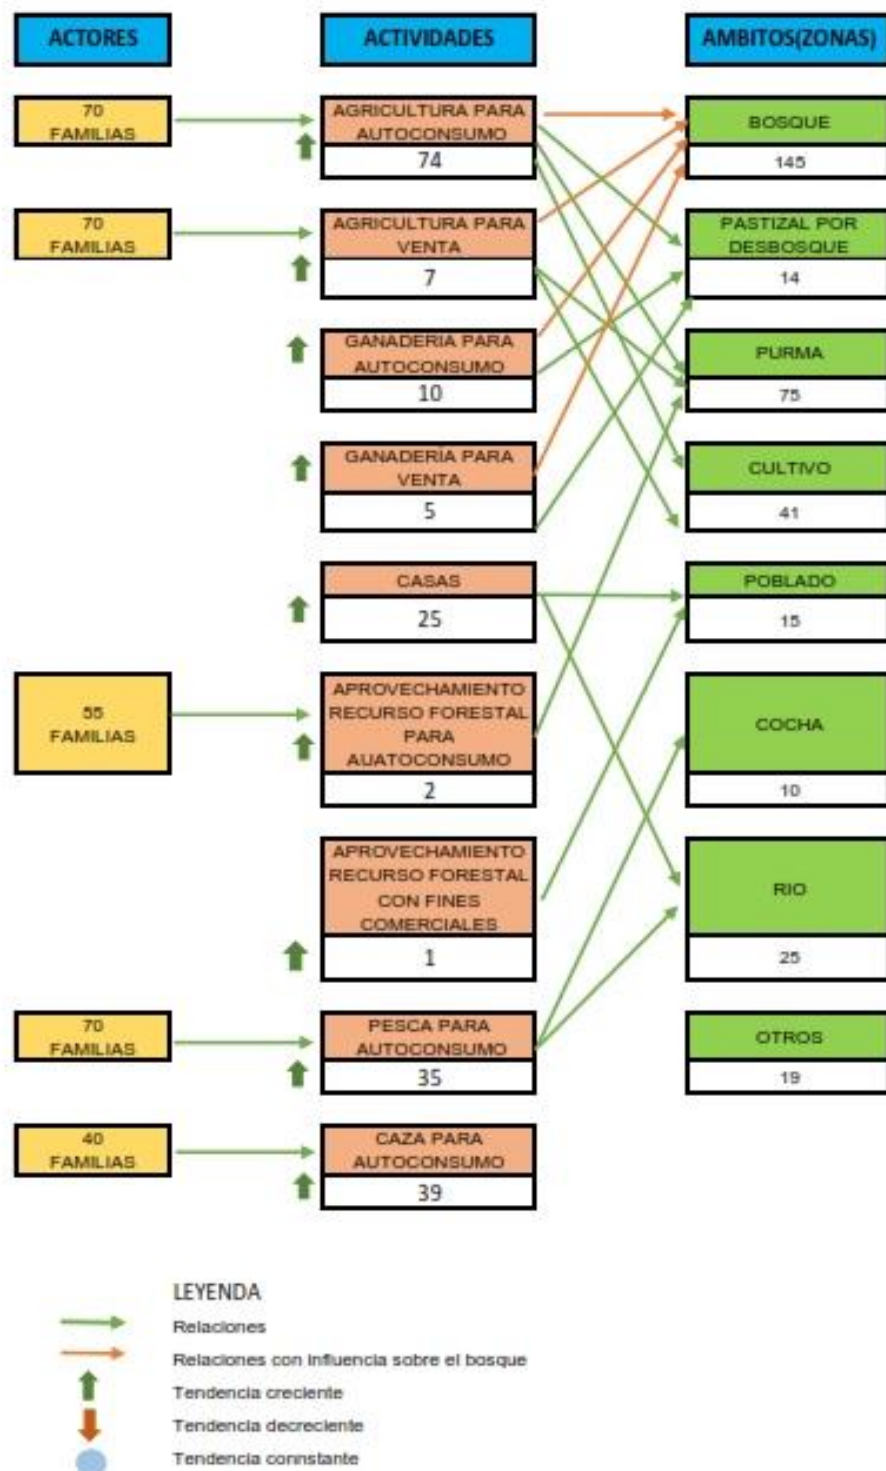 ACTORES
ACTIVIDADES
AMBITOS(ZONAS)
70
FAMILIAS
AGRICULTURA PARA
AUTOCONSUMO
74
BOSQUE
145
70
FAMILIAS
AGRICULTURA PARA
VENTA
7
PASTIZAL POR
DESBOSQUE
14
GANADERIA PARA
AUTOCONSUMO
10
PURMA
75
GANADERÍA PARA
VENTA
5
CULTIVO
41
CASAS
25
POBLADO
15
55
FAMILIAS
APROVECHAMIENTO
RECURSO FORESTAL
PARA
AUATOCONSUMO
2
COCHA
10
APROVECHAMIENTO
RECURSO FORESTAL
CON FINES
COMERCIALES
1
RIO
25
70
FAMILIAS
PESCA PARA
AUTOCONSUMO
35
OTROS
19
40
FAMILIAS
CAZA PARA
AUTOCONSUMO
39
LEYENDA
Relaciones
Relaciones con influencia sobre el bosque
Tendencia creciente
Tendencia decreciente
Tendencia connstante